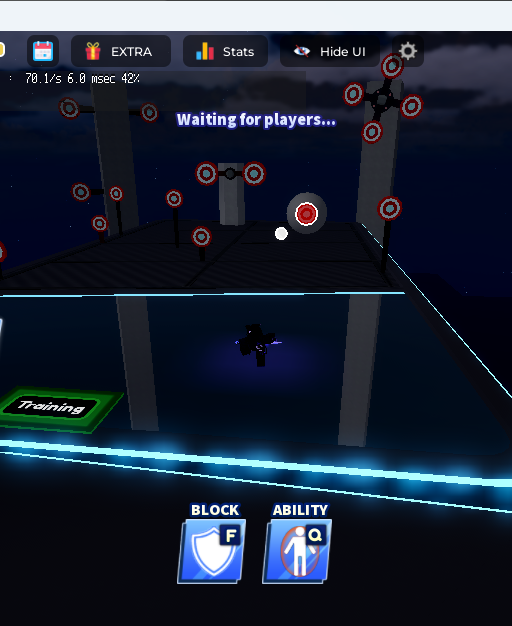 EXTRA Stats Hide UI
: 70.1/s 6.0 msec 42%
Waiting for players...
Training
BLOCK ABILITY
F Q